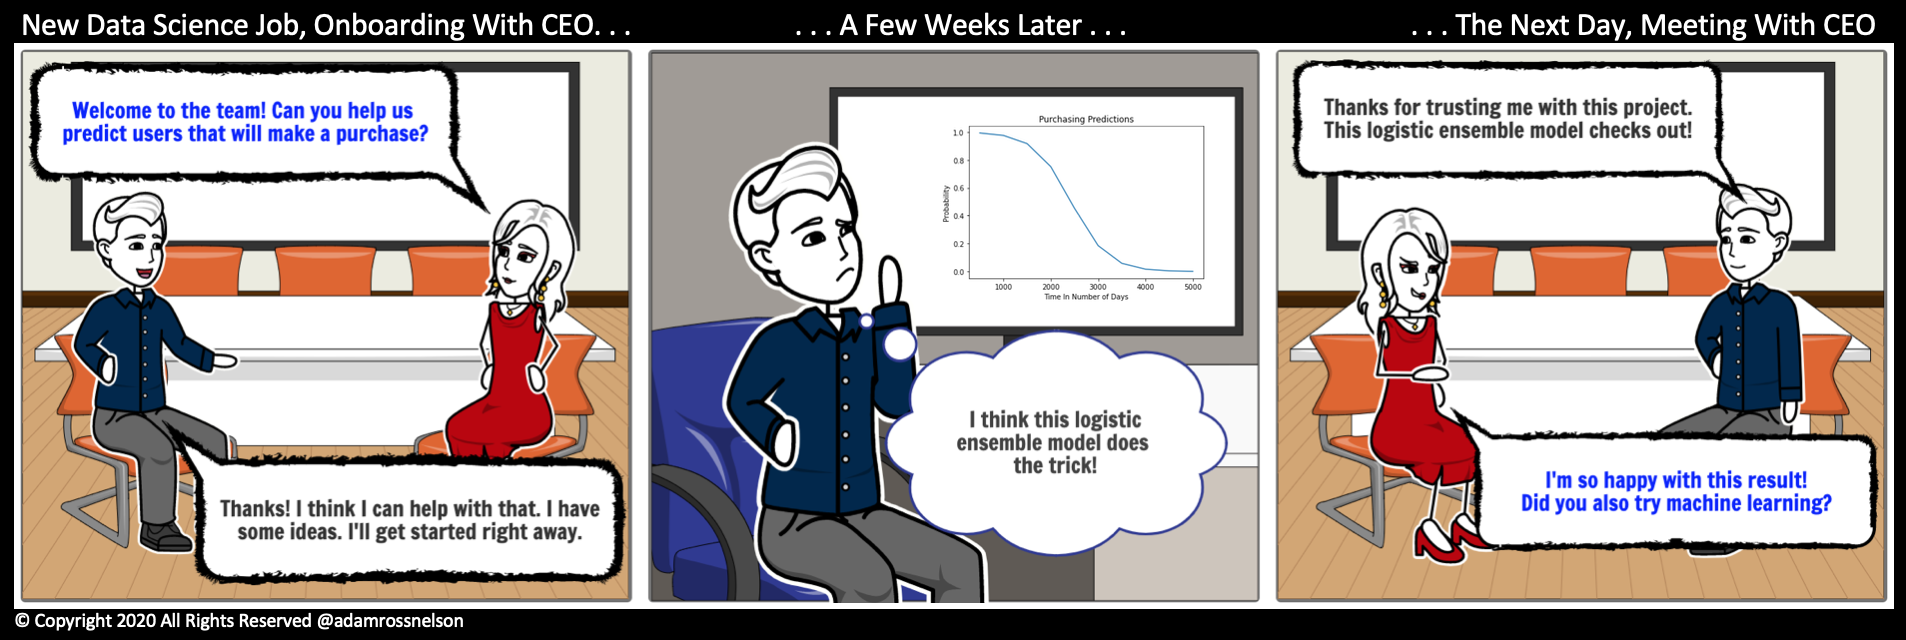 New Data Science Job, Onboarding With CEO. . .
. . . A Few Weeks Later . . .
. . . The Next Day, Meeting With CEO
Welcome to the team! Can you help us
predict users that will make a purchase?
Thanks! I think I can help with that. I have
some ideas. I'll get started right away.
Purchasing Predictions
1.0
0.8
0.6
0.4
0.2
0.0
Probability
1000 2000 3000 4000 5000
Time In Number of Days
I think this logistic
ensemble model does
the trick!
Thanks for trusting me with this project.
This logistic ensemble model checks out!
I'm so happy with this result!
Did you also try machine learning?
© Copyright 2020 All Rights Reserved @adamrossnelson